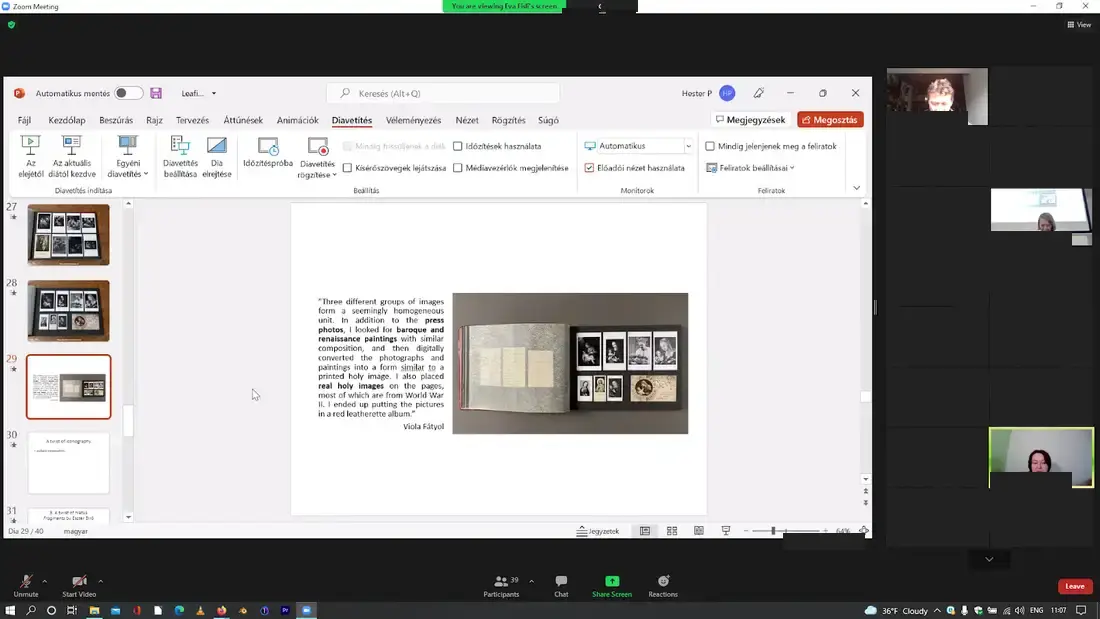 Zoom Meeting
You are viewing Eva Fidl's screen
View
Automatikus mentés
Leafl...
Keresés (Alt+Q)
Hester P
HP
Fájl Kezdőlap Beszúrás Rajz Tervezés Áttűnések Animációk Diavetítés Véleményezés Nézet Rögzítés Súgó
Megjegyzések
Megosztás
Az elejétől
Az aktuális diától kezdve
Egyéni diavetítés
Diavetítés beállítása
Dia elrejtése
Időzítéspróba
Diavetítés rögzítése
Kísérőszövegek lejátszása
Időzítések használata
Médiavezérlők megjelenítése
Automatikus
Előadói nézet használata
Mindig jelenjenek meg a feliratok
Feliratok beállításai
Diavetítés indítása
Beállítás
Monitorok
Feliratok
27
28
29
30
A twist of iconography
31
"Three different groups of images
form a seemingly homogeneous
unit. In addition to the press
photos, I looked for baroque and
renaissance paintings with similar
composition, and then digitally
converted the photographs and
paintings into a form similar to a
printed holy image. I also placed
real holy images on the pages,
most of which are from World War
II. I ended up putting the pictures
in a red leatherette album."
Viola Fátyol
Dia 29 / 40
magyar
Jegyzetek
64%
Unmute
Start Video
39
Participants
Chat
Share Screen
Reactions
Leave
36°F Cloudy
ENG
11:07